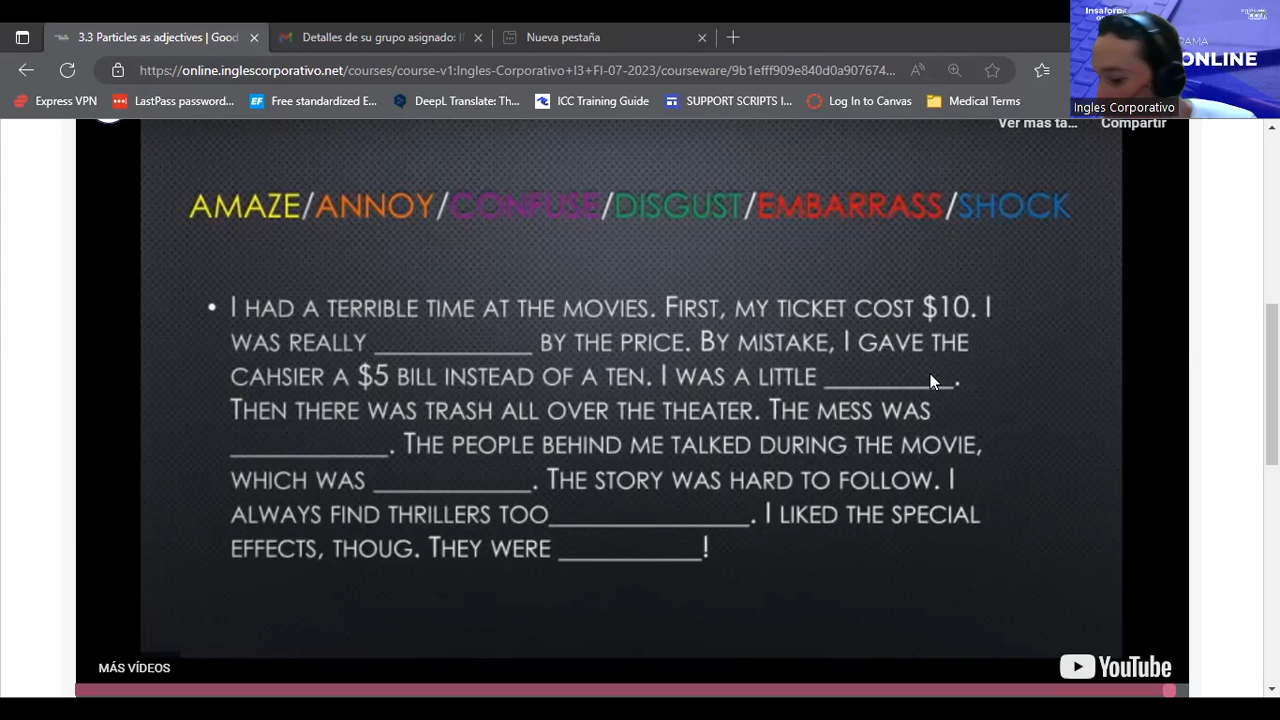 3.3 Particles as adjectives | Good
Detalles de su grupo asignado: I
Nueva pestaña
https://online.inglescorporativo.net/courses/course-v1:Ingles-Corporativo+I3+FI-07-2023/courseware/9b1efff909e840d0a907674...
Express VPN
LastPass password...
Free standardized E...
DeepL Translate: Th...
ICC Training Guide
SUPPORT SCRIPTS I...
Log In to Canvas
Medical Terms
Insaforp
ONLINE
Ingles Corporativo
Ver más ta...
Compartir
AMAZE/ANNOY/CONFUSE/DISGUST/EMBARRASS/SHOCK
• I HAD A TERRIBLE TIME AT THE MOVIES. FIRST, MY TICKET COST $10. I
WAS REALLY ____________ BY THE PRICE. BY MISTAKE, I GAVE THE
CAHSIER A $5 BILL INSTEAD OF A TEN. I WAS A LITTLE __________.
THEN THERE WAS TRASH ALL OVER THE THEATER. THE MESS WAS
____________. THE PEOPLE BEHIND ME TALKED DURING THE MOVIE,
WHICH WAS ____________. THE STORY WAS HARD TO FOLLOW. I
ALWAYS FIND THRILLERS TOO_______________. I LIKED THE SPECIAL
EFFECTS, THOUG. THEY WERE ___________!
MÁS VÍDEOS
YouTube